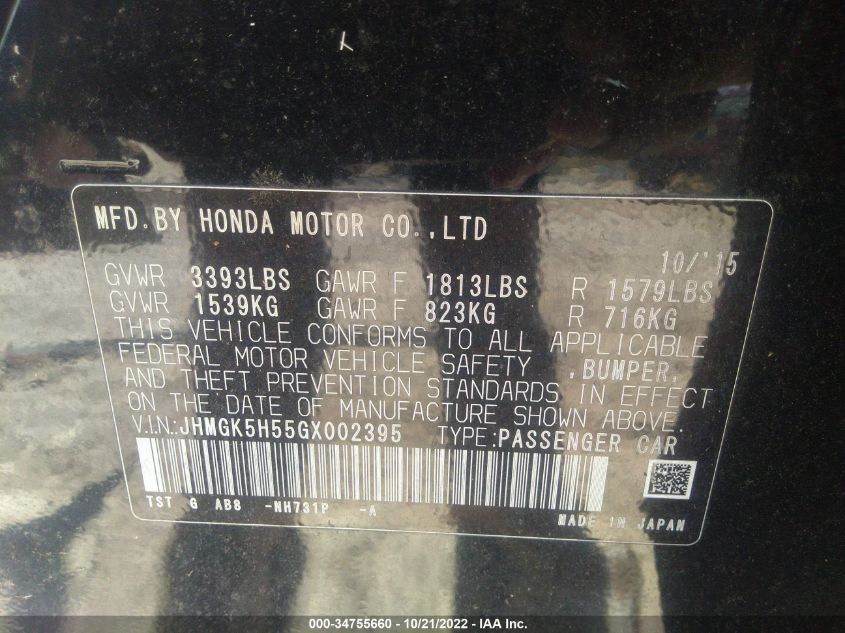 MFD.BY HONDA MOTOR CO.,LTD
10/'15
GVWR 3393LBS GAWR F 1813LBS R 1579LBS
GVWR 1539KG GAWR F 823KG R 716KG
THIS VEHICLE CONFORMS TO ALL APPLICABLE
FEDERAL MOTOR VEHICLE SAFETY ,BUMPER,
AND THEFT PREVENTION STANDARDS IN EFFECT
ON THE DATE OF MANUFACTURE SHOWN ABOVE.
V.I.N.:JHMGK5H55GX002395 TYPE:PASSENGER CAR
TST G AB8 -NH731P -A
MADE IN JAPAN
000-34755660 - 10/21/2022 - IAA Inc.